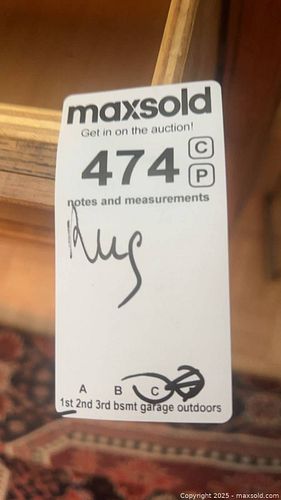 maxsold
Get in on the auction!
474 C
P
notes and measurements
Rug
A B C
1st 2nd 3rd bsmt garage outdoors
Copyright 2025 - maxsold.com